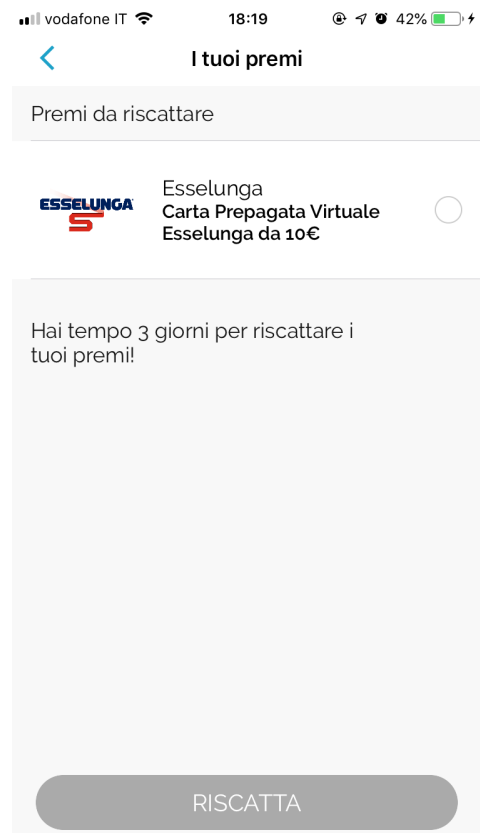 vodafone IT 18:19 42%
I tuoi premi
Premi da riscattare
ESSELUNGA
S
Esselunga
Carta Prepagata Virtuale
Esselunga da 10€
Hai tempo 3 giorni per riscattare i
tuoi premi!
RISCATTA